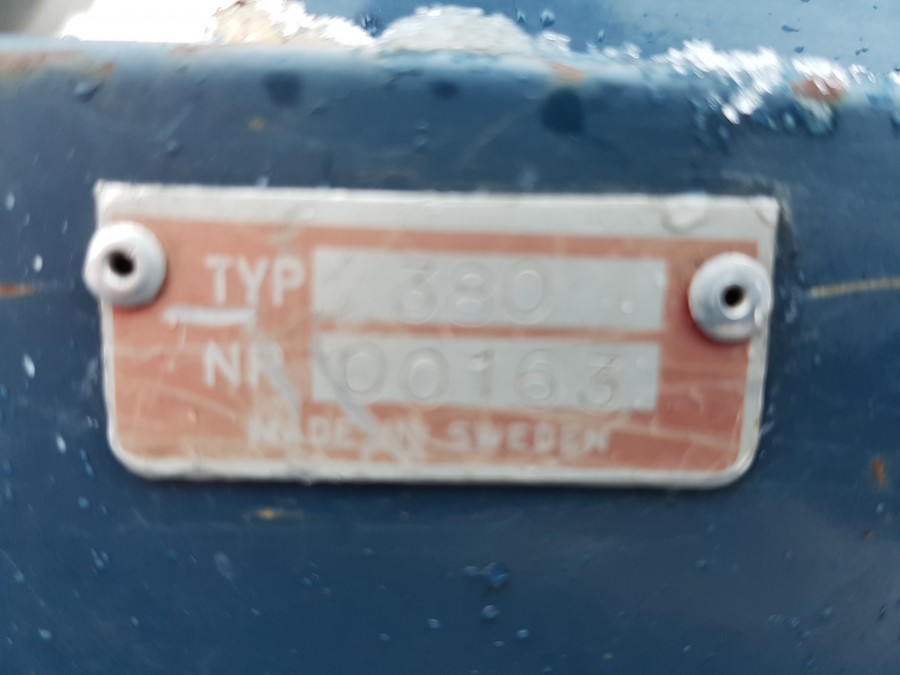 TYP 380
NR 00163
MADE IN SWEDEN